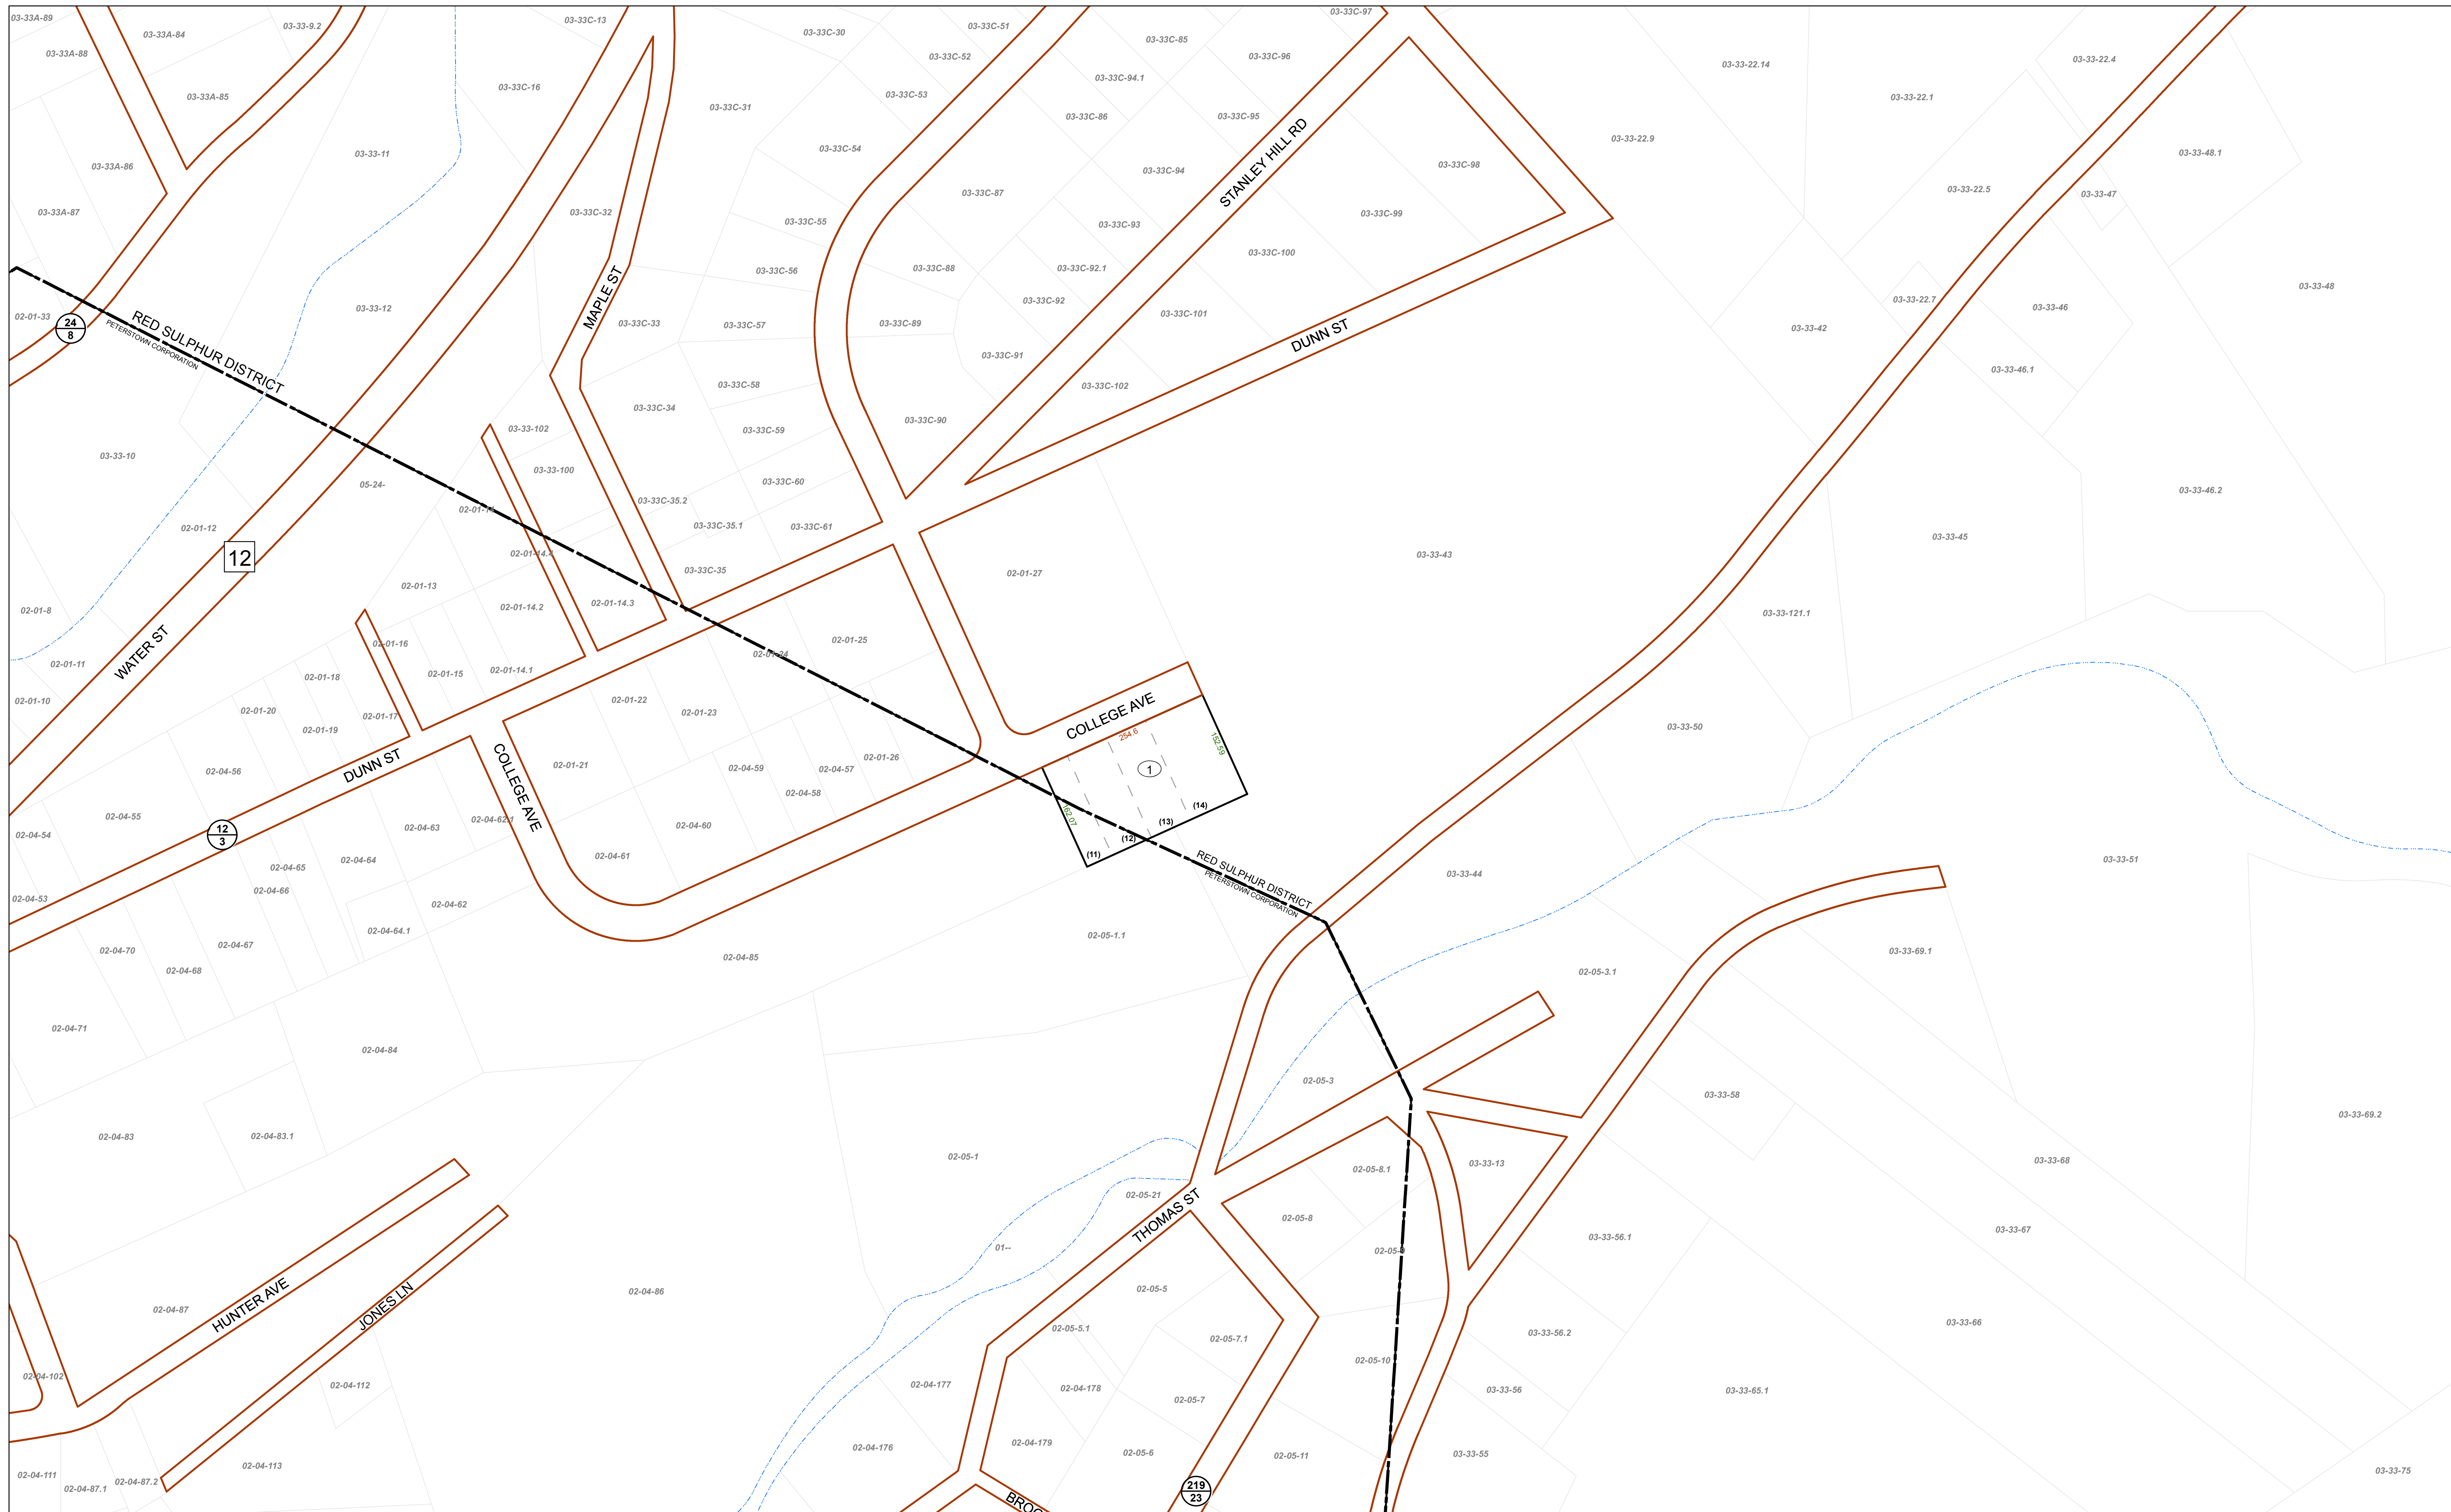 03-33A-89
03-33A-84
03-33-9.2
03-33C-13
03-33C-30
03-33C-51
03-33C-97
03-33C-85
03-33C-96
03-33C-52
03-33A-88
03-33-22.14
03-33-22.4
03-33C-94.1
03-33C-16
03-33C-53
03-33A-85
03-33-22.1
03-33C-31
03-33C-86
03-33C-95
03-33-22.9
03-33C-54
03-33-11
03-33-48.1
03-33A-86
STANLEY HILL RD
03-33C-98
03-33C-94
03-33C-87
03-33-22.5
03-33-47
03-33A-87
03-33C-32
03-33C-99
03-33C-55
03-33C-93
03-33C-100
03-33C-88
03-33C-92.1
03-33C-56
MAPLE ST
03-33-48
03-33C-92
03-33-22.7
03-33-46
03-33-12
02-01-33
24
8
RED SULPHUR DISTRICT
PETERSTOWN CORPORATION
03-33C-101
03-33C-33
03-33C-57
03-33C-89
03-33-42
DUNN ST
03-33C-91
03-33-46.1
03-33C-58
03-33C-102
03-33C-34
03-33C-90
03-33-102
03-33C-59
03-33-10
03-33-100
05-24-
03-33C-60
03-33-46.2
03-33C-35.2
02-01-14
02-01-12
03-33C-35.1
03-33C-61
03-33-45
12
02-01-14.4
03-33-43
03-33C-35
02-01-27
02-01-13
02-01-14.2
02-01-14.3
02-01-8
03-33-121.1
WATER ST
02-01-16
02-01-25
02-01-24
02-01-11
02-01-14.1
02-01-15
02-01-18
02-01-10
02-01-22
02-01-20
02-01-23
02-01-17
02-01-19
COLLEGE AVE
03-33-50
254.6
152.59
DUNN ST
COLLEGE AVE
02-01-21
02-01-26
02-04-59
02-04-57
1
02-04-56
02-04-58
(14)
162.07
02-04-55
02-04-62.1
(13)
02-04-63
02-04-60
12
3
02-04-54
(12)
(11)
02-04-61
02-04-64
03-33-51
02-04-65
RED SULPHUR DISTRICT
PETERSTOWN CORPORATION
03-33-44
02-04-66
02-04-53
02-04-62
02-04-64.1
02-05-1.1
02-04-67
02-04-70
03-33-69.1
02-04-85
02-04-68
02-05-3.1
02-04-71
02-04-84
02-05-3
03-33-58
03-33-69.2
02-04-83
02-04-83.1
02-05-1
03-33-13
03-33-68
02-05-8.1
02-05-21
THOMAS ST
02-05-8
03-33-67
03-33-56.1
01--
02-05-9
02-05-5
02-04-86
HUNTER AVE
JONES LN
02-04-87
03-33-66
02-05-5.1
03-33-56.2
02-05-7.1
02-05-10
02-04-102
02-04-112
02-04-177
02-04-178
03-33-56
03-33-65.1
02-05-7
02-04-179
02-04-176
02-05-6
03-33-55
02-05-11
02-04-113
03-33-75
02-04-111
02-04-87.2
02-04-87.1
219
23
BROO